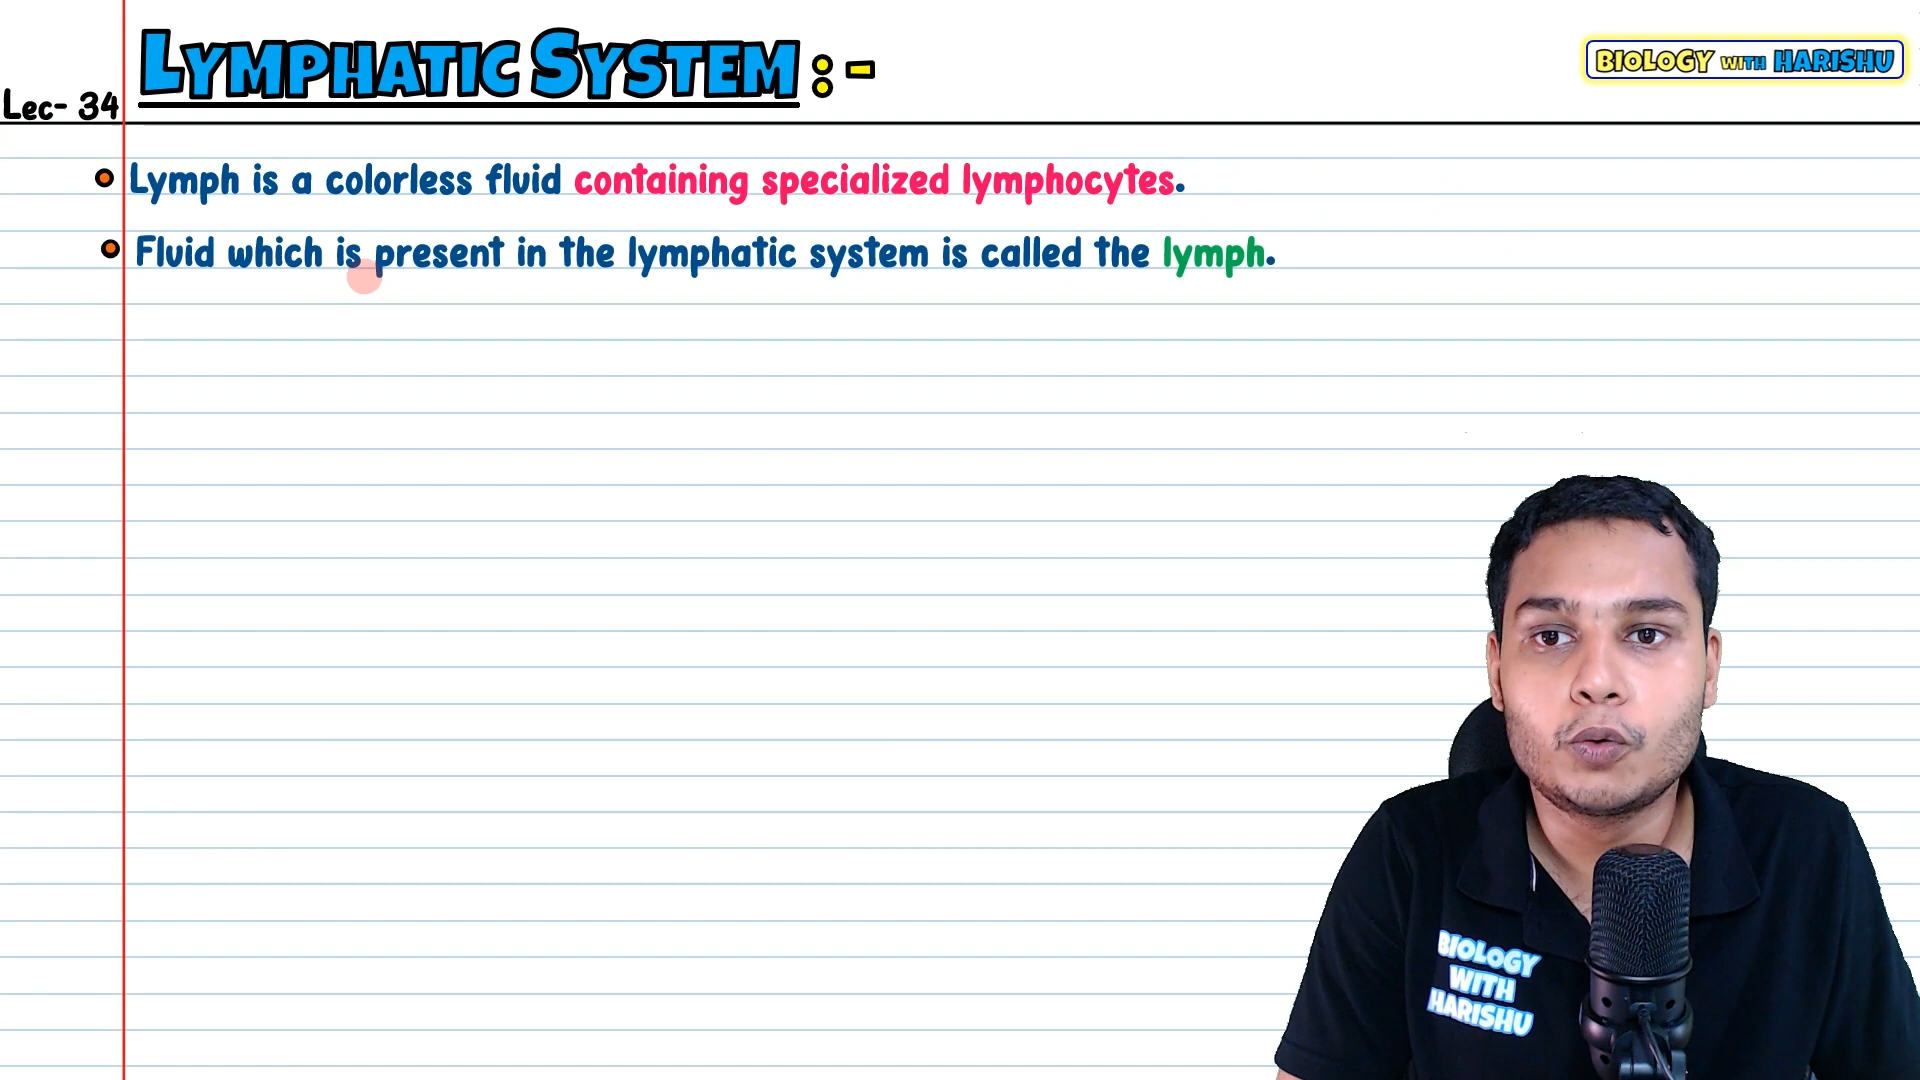 LYMPHATIC SYSTEM :-
BIOLOGY WITH HARISHU
Lec- 34
Lymph is a colorless fluid containing specialized lymphocytes.
Fluid which is present in the lymphatic system is called the lymph.
BIOLOGY
WITH
HARISHU